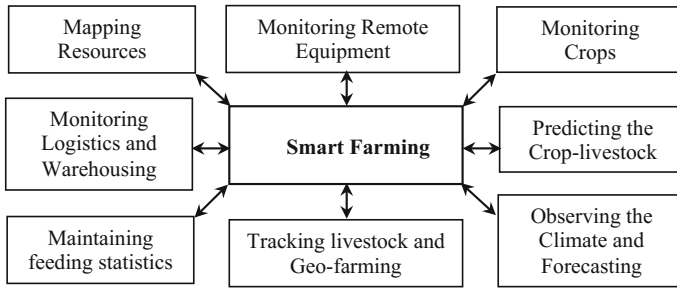 Mapping
Resources
Monitoring Remote
Equipment
Monitoring
Crops
Monitoring
Logistics and
Warehousing
Smart Farming
Predicting the
Crop-livestock
Maintaining
feeding statistics
Tracking livestock and
Geo-farming
Observing the
Climate and
Forecasting